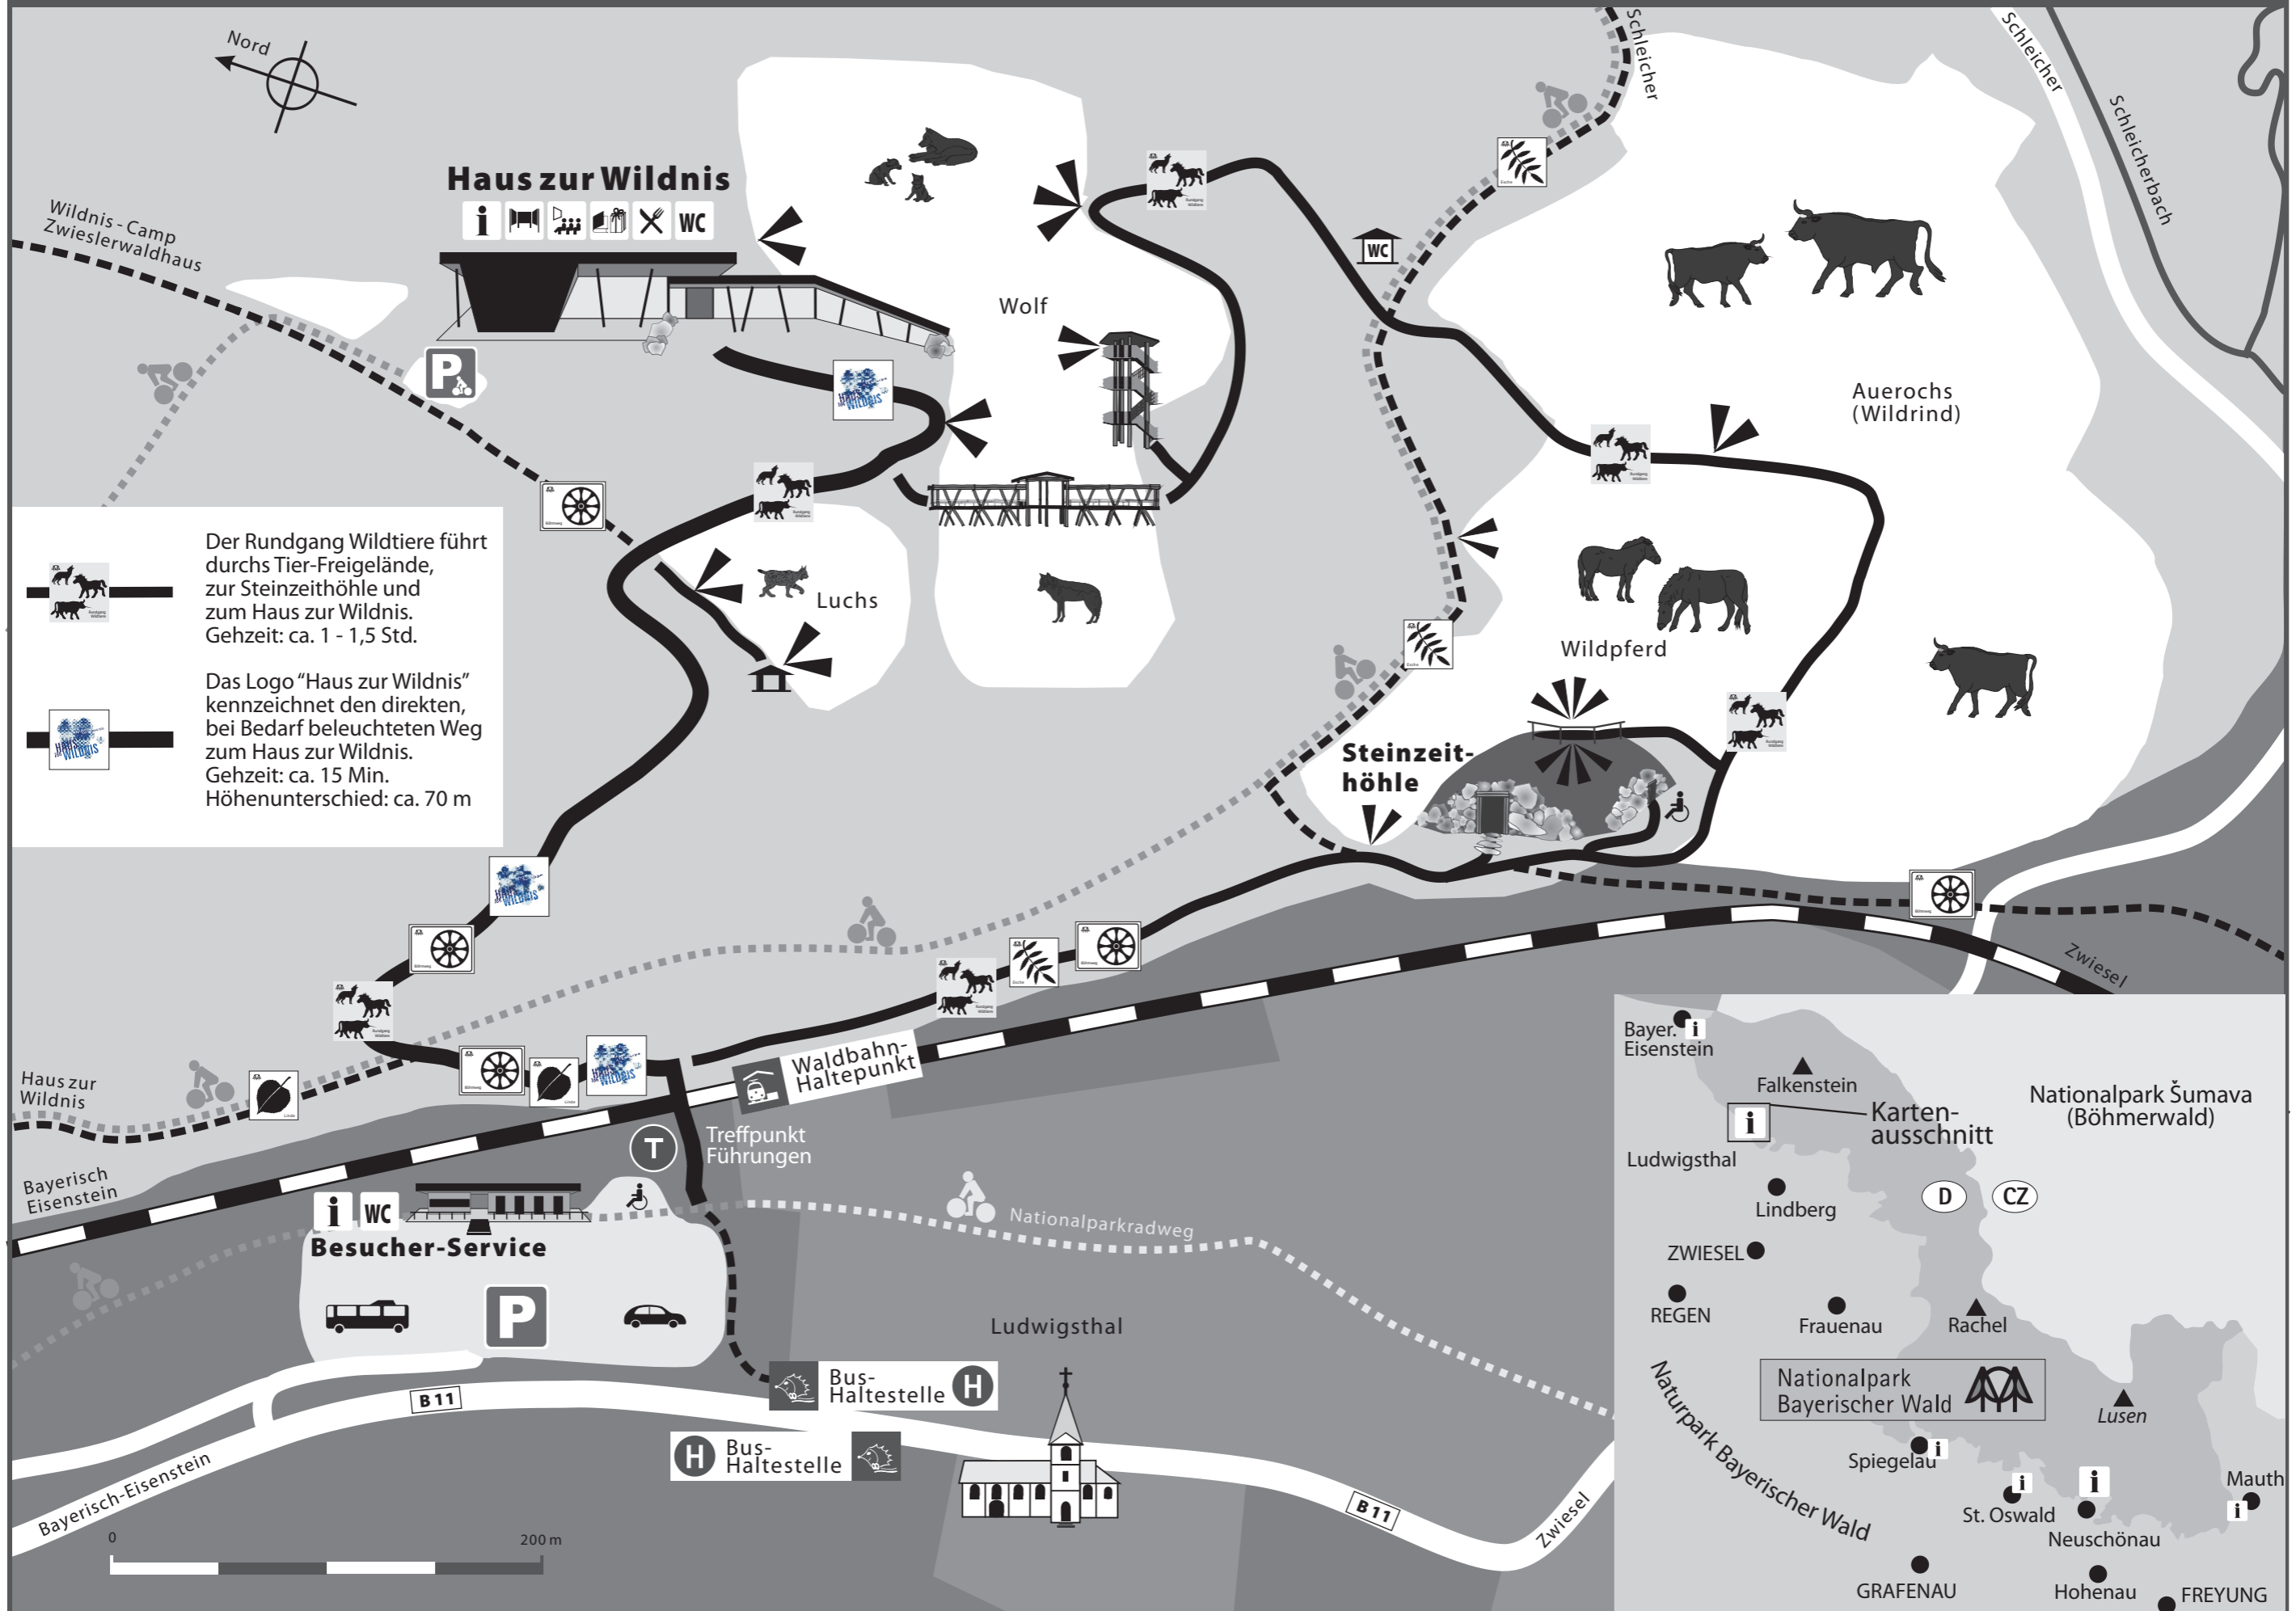 Nord
Schleicher
Schleicher
Schleicherbach
Haus zur Wildnis
i
WC
Wildnis-Camp
Zwieslerwaldhaus
WC
P
Wolf
HAUS
WILDNIS
Auerochs
(Wildrind)
Rundgang
Wildtiere
Luchs
Wildpferd
Der Rundgang Wildtiere führt
durchs Tier-Freigelände,
zur Steinzeithöhle und
zum Haus zur Wildnis.
Gehzeit: ca. 1 - 1,5 Std.
Das Logo “Haus zur Wildnis”
kennzeichnet den direkten,
bei Bedarf beleuchteten Weg
zum Haus zur Wildnis.
Gehzeit: ca. 15 Min.
Höhenunterschied: ca. 70 m
Steinzeit-
höhle
Zwiesel
Waldbahn-
Haltepunkt
Haus zur
Wildnis
Bayerisch
Eisenstein
T
Treffpunkt
Führungen
i
WC
Besucher-Service
P
Nationalparkradweg
Ludwigsthal
Bus-
Haltestelle
H
H
Bus-
Haltestelle
B 11
B 11
Bayerisch-Eisenstein
Zwiesel
0
200 m
Bayer.
Eisenstein
i
Falkenstein
Nationalpark Šumava
(Böhmerwald)
i
Karten-
ausschnitt
Ludwigsthal
Lindberg
D
CZ
ZWIESEL
REGEN
Frauenau
Rachel
Nationalpark
Bayerischer Wald
Lusen
Naturpark Bayerischer Wald
Spiegelau
i
i
St. Oswald
i
Neuschönau
Mauth
i
GRAFENAU
Hohenau
FREYUNG